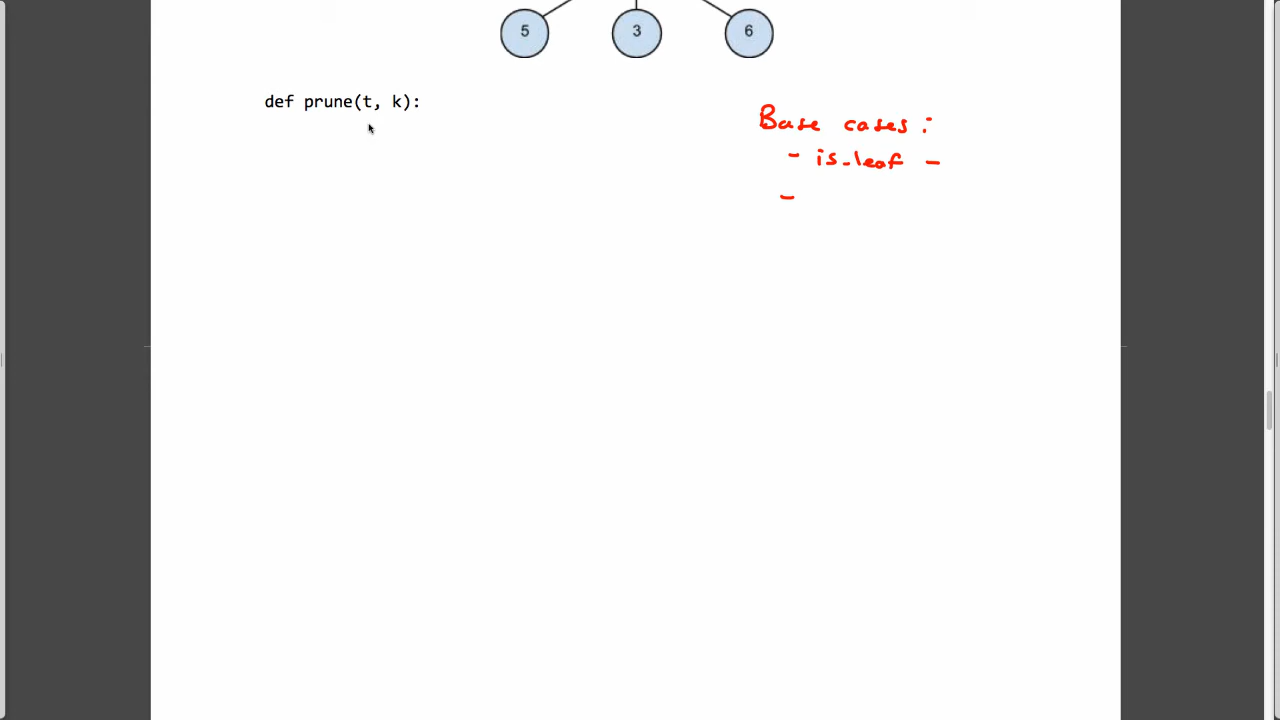 5 3 6
def prune(t, k):
Base cases :
- is_leaf -
-